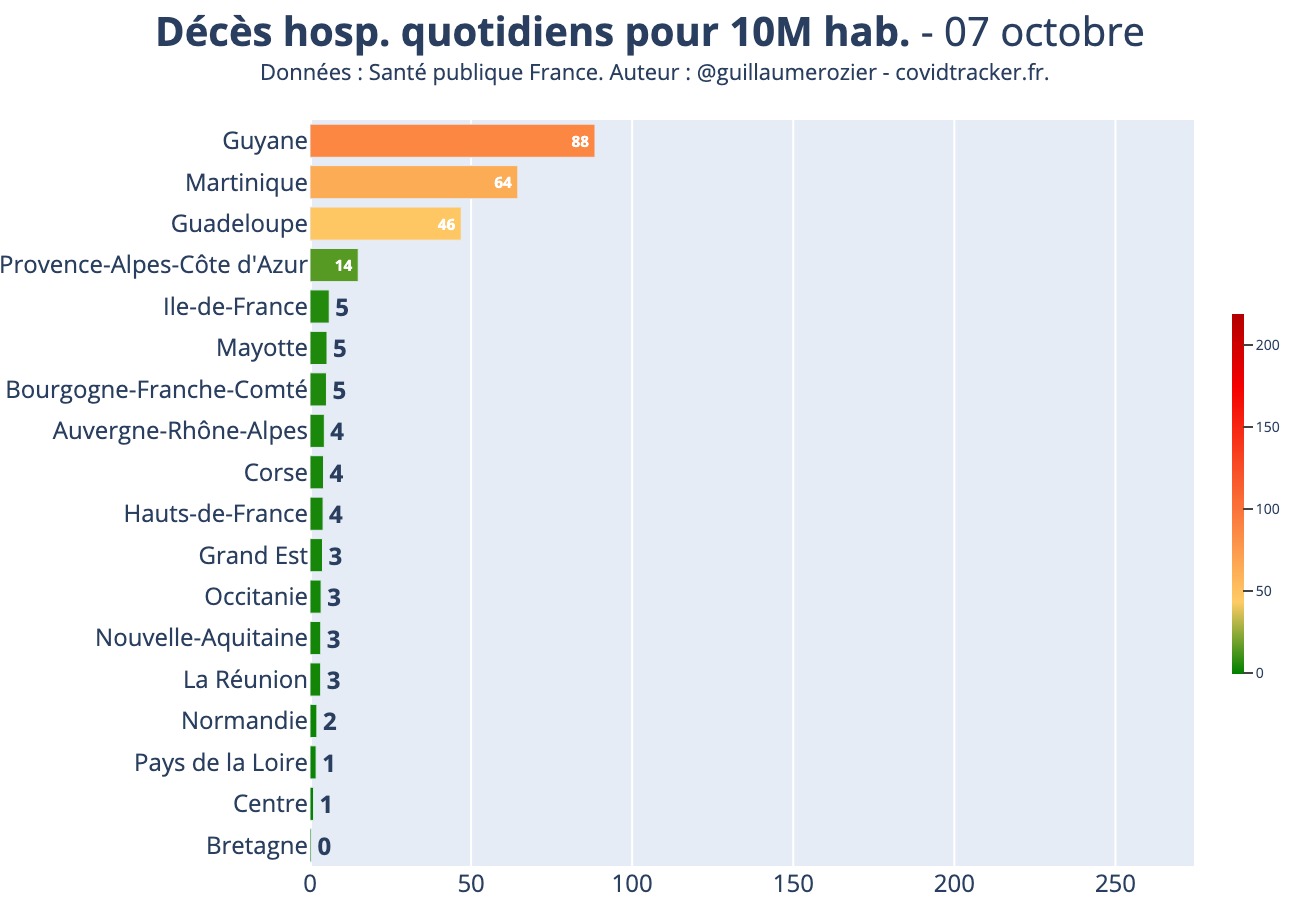 Décès hosp. quotidiens pour 10M hab. - 07 octobre
Données : Santé publique France. Auteur : @guillaumerozier - covidtracker.fr.
Guyane 88
Martinique 64
Guadeloupe 46
Provence-Alpes-Côte d'Azur 14
Ile-de-France 5
Mayotte 5
Bourgogne-Franche-Comté 5
Auvergne-Rhône-Alpes 4
Corse 4
Hauts-de-France 4
Grand Est 3
Occitanie 3
Nouvelle-Aquitaine 3
La Réunion 3
Normandie 2
Pays de la Loire 1
Centre 1
Bretagne 0
0 50 100 150 200 250
200
150
100
50
0